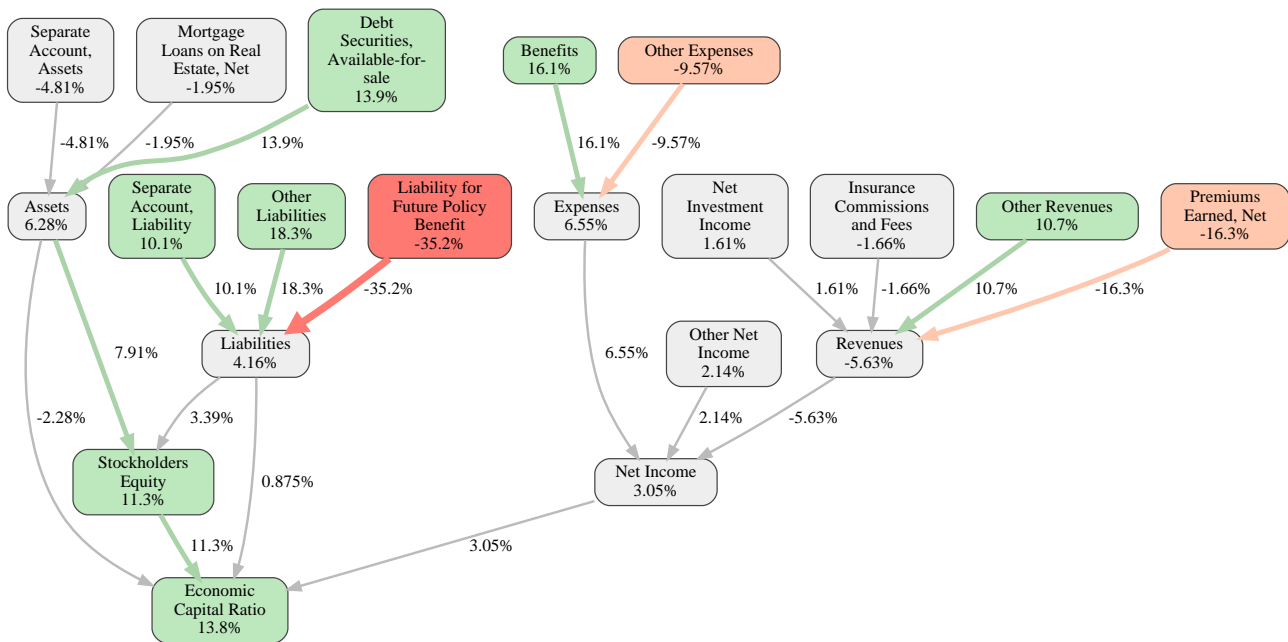 Separate
Account,
Assets
-4.81%
Mortgage
Loans on Real
Estate, Net
-1.95%
Debt
Securities,
Available-for-
sale
13.9%
Benefits
16.1%
Other Expenses
-9.57%
-4.81%
-1.95%
13.9%
16.1%
-9.57%
Assets
6.28%
Separate
Account,
Liability
10.1%
Other
Liabilities
18.3%
Liability for
Future Policy
Benefit
-35.2%
Expenses
6.55%
Net
Investment
Income
1.61%
Insurance
Commissions
and Fees
-1.66%
Other Revenues
10.7%
Premiums
Earned, Net
-16.3%
10.1%
18.3%
-35.2%
1.61%
-1.66%
10.7%
-16.3%
7.91%
Liabilities
4.16%
6.55%
Other Net
Income
2.14%
Revenues
-5.63%
-2.28%
3.39%
2.14%
-5.63%
Stockholders
Equity
11.3%
0.875%
Net Income
3.05%
11.3%
3.05%
Economic
Capital Ratio
13.8%